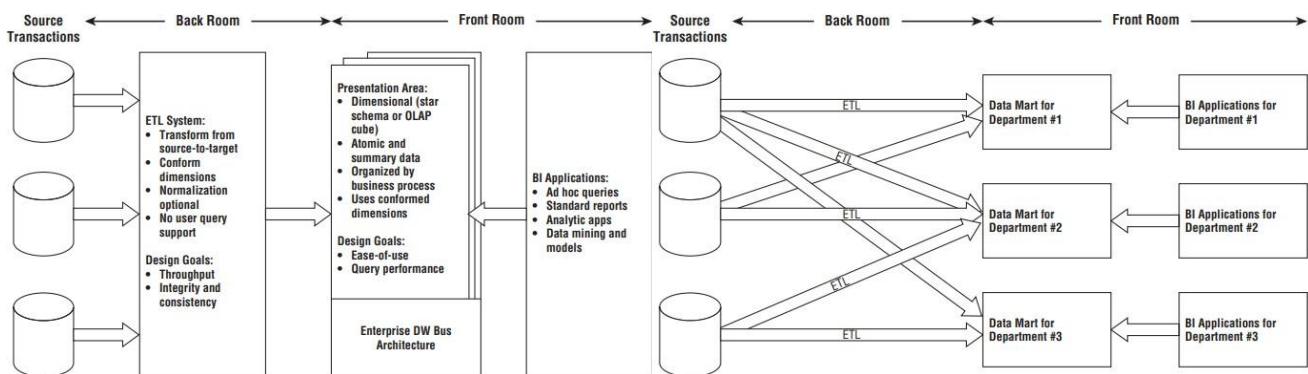 Source
Transactions
Back Room
Front Room
ETL System:
• Transform from
source-to-target
• Conform
dimensions
• Normalization
optional
• No user query
support
Design Goals:
• Throughput
• Integrity and
consistency
Presentation Area:
• Dimensional (star
schema or OLAP
cube)
• Atomic and
summary data
• Organized by
business process
• Uses conformed
dimensions
Design Goals:
• Ease-of-use
• Query performance
Enterprise DW Bus
Architecture
BI Applications:
• Ad hoc queries
• Standard reports
• Analytic apps
• Data mining and
models
Source
Transactions
Back Room
Front Room
ETL
ETL
ETL
ETL
ETL
ETL
Data Mart for
Department #1
BI Applications for
Department #1
Data Mart for
Department #2
BI Applications for
Department #2
Data Mart for
Department #3
BI Applications for
Department #3